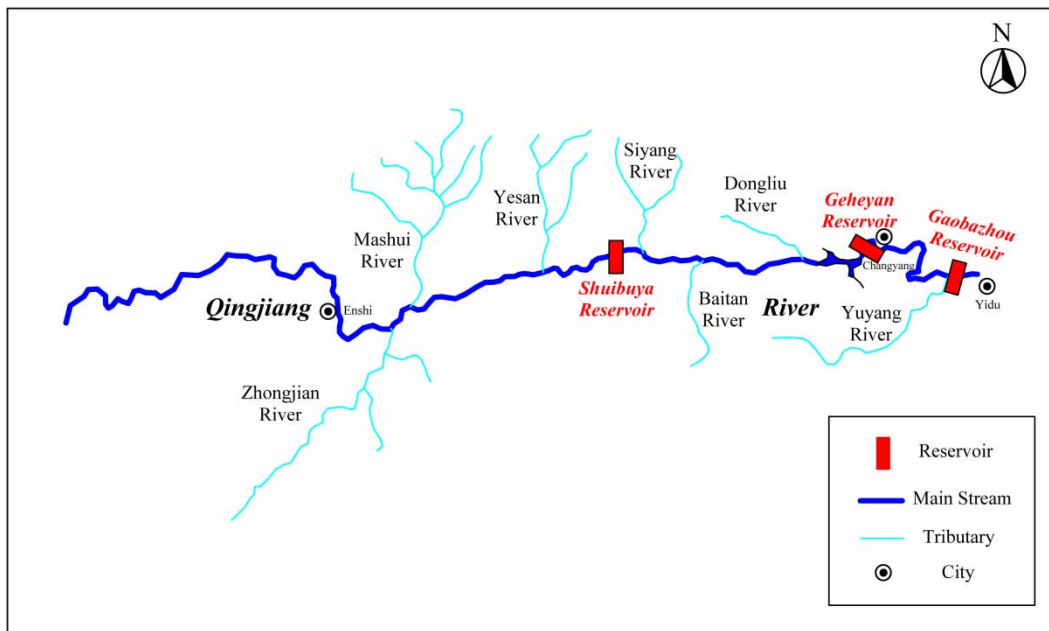 N
Siyang
River
Yesan
River
Dongliu
River
Geheyan
Reservoir
Gaobazhou
Reservoir
Mashui
River
Changyang
Shuibuya
Reservoir
Qingjiang
Enshi
Baitan
River
River
Yuyang
River
Yidu
Zhongjian
River
Reservoir
Main Stream
Tributary
City